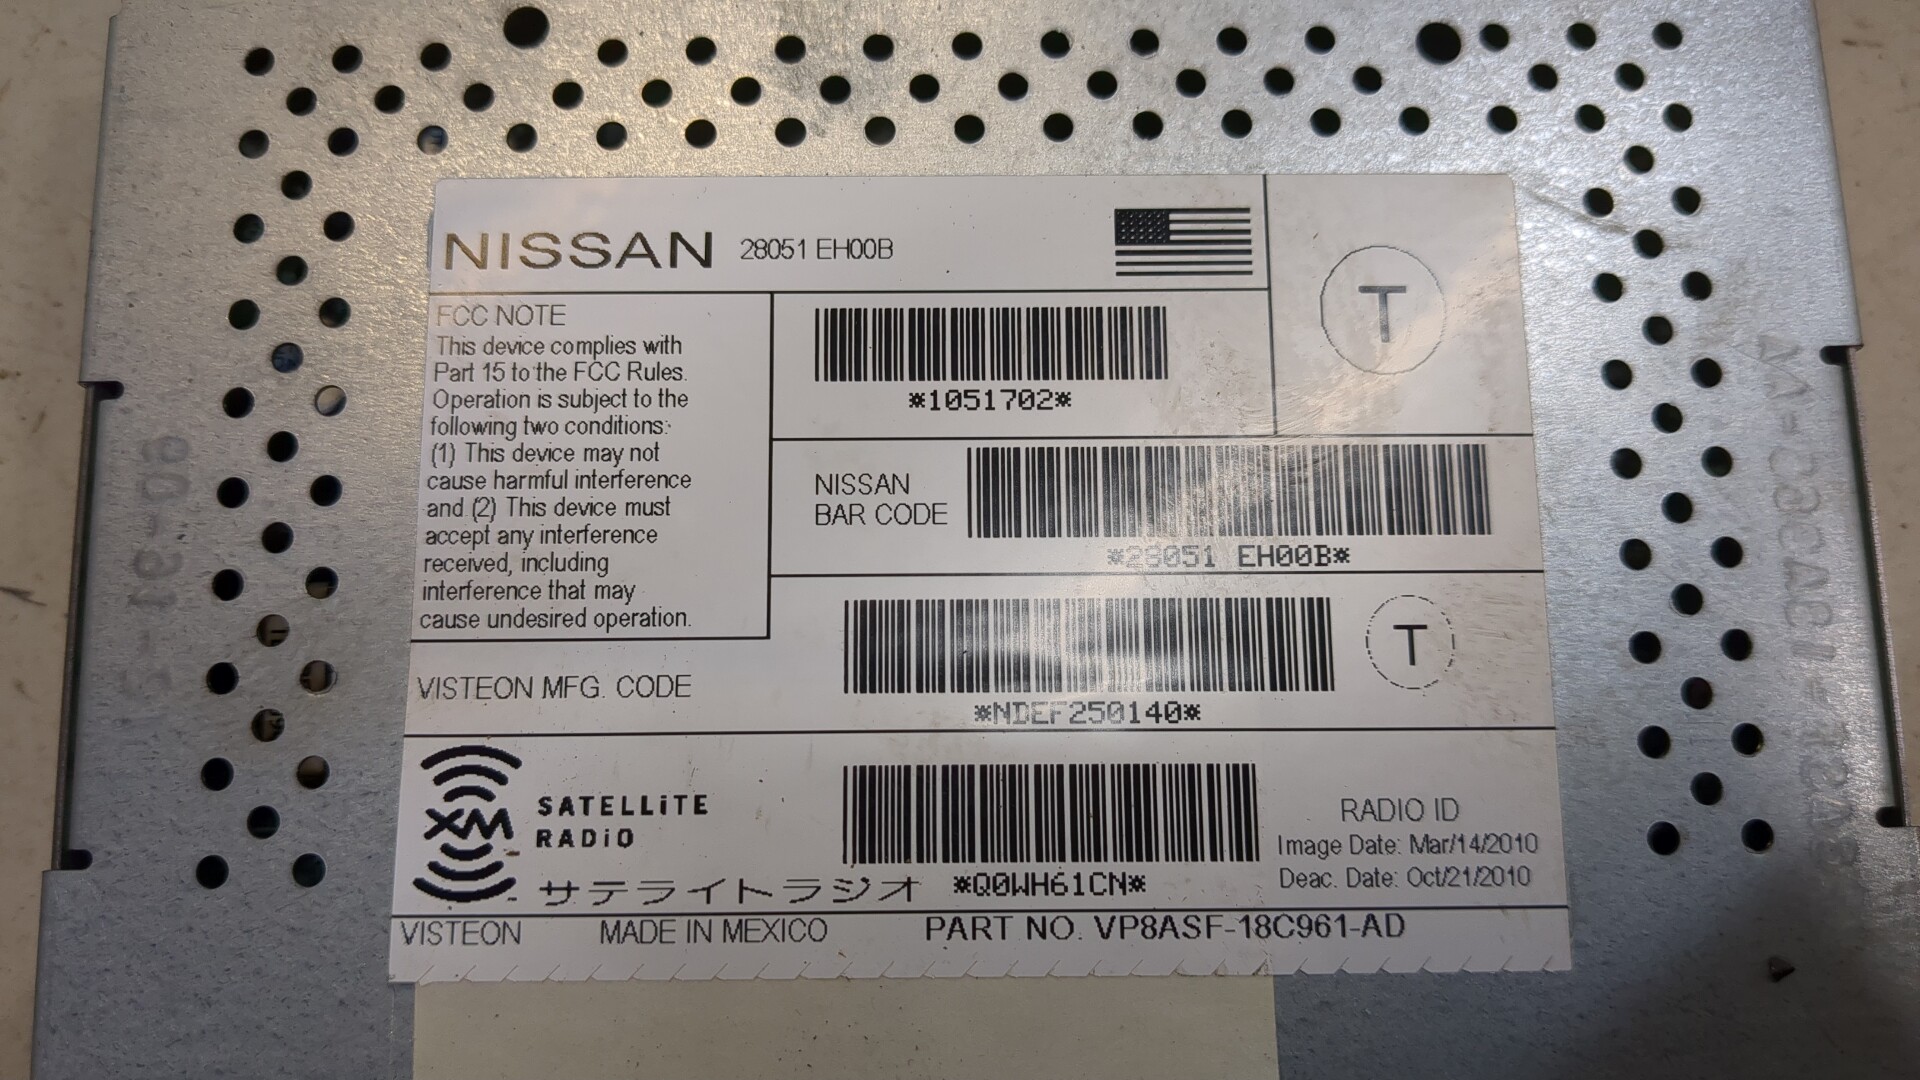 NISSAN 28051 EH00B
T
FCC NOTE
This device complies with
Part 15 to the FCC Rules.
Operation is subject to the
following two conditions:
(1) This device may not
cause harmful interference
and (2) This device must
accept any interference
received, including
interference that may
cause undesired operation.
*1051702*
NISSAN
BAR CODE
*28051 EH00B*
VISTEON MFG. CODE
*NDEF250140*
T
XM SATELLiTE
RADiO
サテライトラジオ
*Q0WH61CN*
RADIO ID
Image Date: Mar/14/2010
Deac. Date: Oct/21/2010
VISTEON MADE IN MEXICO PART NO. VP8ASF-18C961-AD